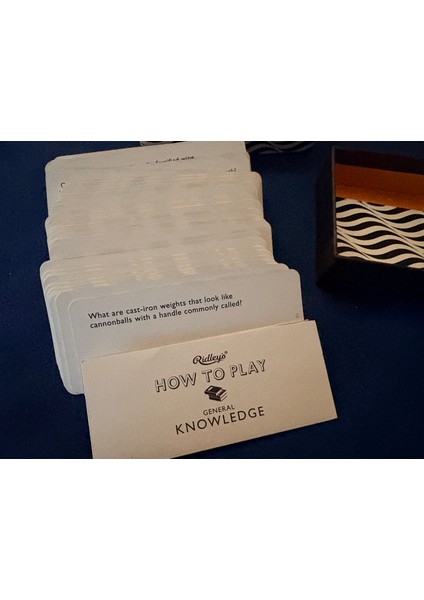 What are cast-iron weights that look like
cannonballs with a handle commonly called?
Ridley's®
HOW TO PLAY
GENERAL
KNOWLEDGE